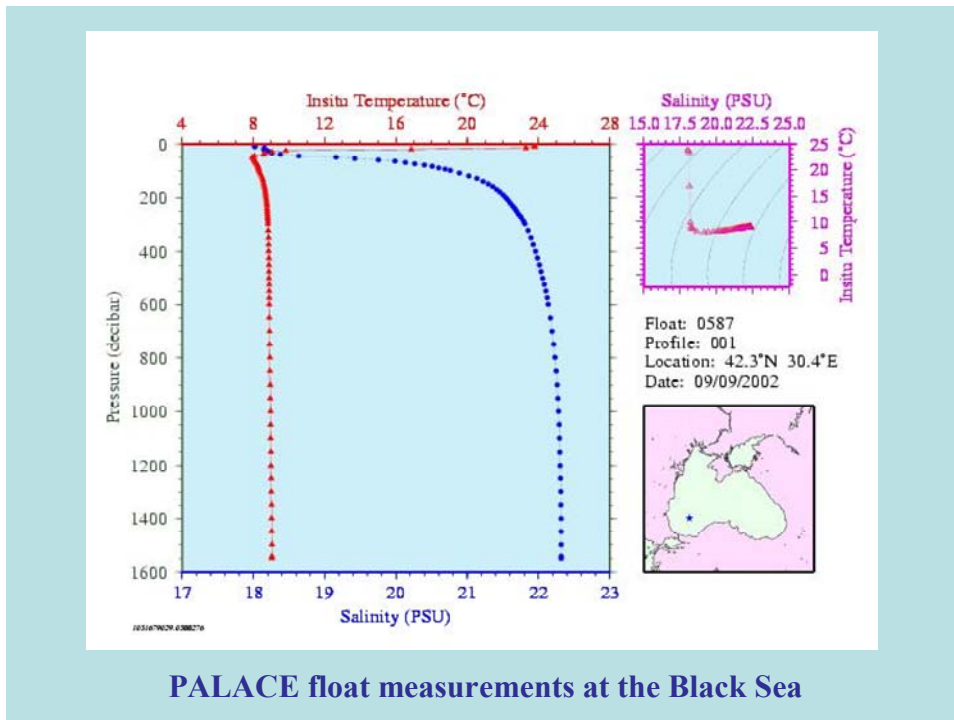 Insitu Temperature (°C)
4 8 12 16 20 24 28
0
200
400
600
800
1000
1200
1400
1600
Pressure (decibar)
17 18 19 20 21 22 23
Salinity (PSU)
Salinity (PSU)
15.0 17.5 20.0 22.5 25.0
25
20
15
10
5
0
Insitu Temperature (°C)
Float: 0587
Profile: 001
Location: 42.3°N 30.4°E
Date: 09/09/2002
PALACE float measurements at the Black Sea